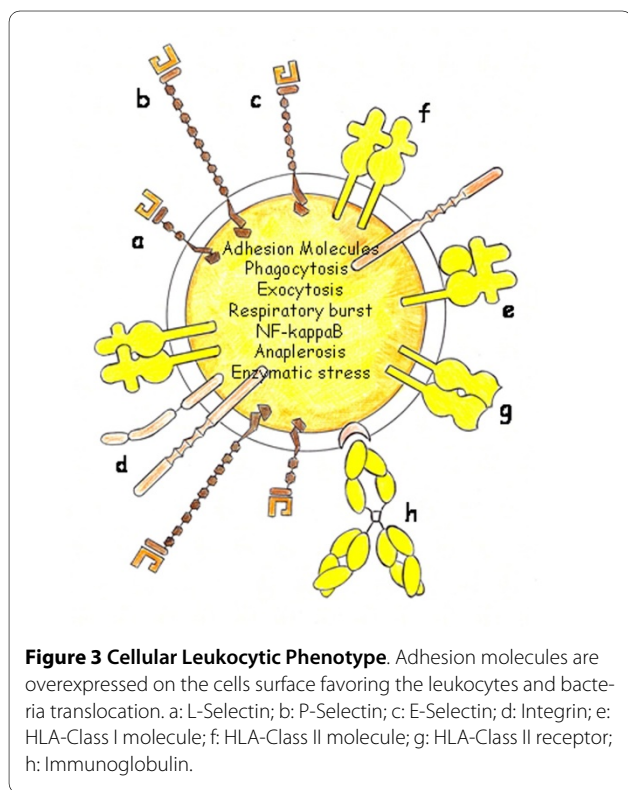 b
c
f
a
Adhesion Molecules
Phagocytosis
Exocytosis
Respiratory burst
NF-kappaB
Anaplerosis
Enzymatic stress
e
g
d
h
Figure 3 Cellular Leukocytic Phenotype. Adhesion molecules are
overexpressed on the cells surface favoring the leukocytes and bacte-
ria translocation. a: L-Selectin; b: P-Selectin; c: E-Selectin; d: Integrin; e:
HLA-Class I molecule; f: HLA-Class II molecule; g: HLA-Class II receptor;
h: Immunoglobulin.